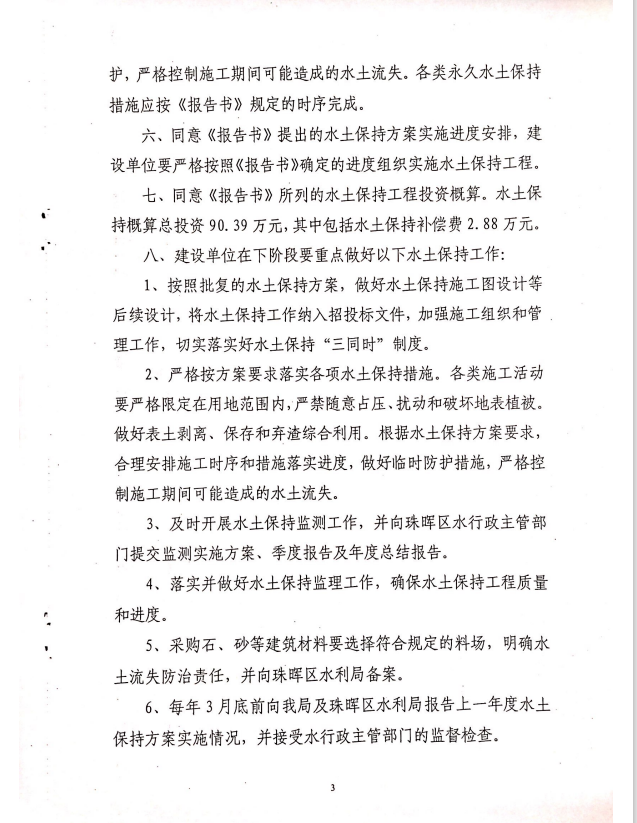 护，严格控制施工期间可能造成的水土流失。各类永久水土保持
措施应按《报告书》规定的时序完成。
六、同意《报告书》提出的水土保持方案实施进度安排，建
设单位要严格按照《报告书》确定的进度组织实施水土保持工程。
七、同意《报告书》所列的水土保持工程投资概算。水土保
持概算总投资 90.39 万元，其中包括水土保持补偿费 2.88 万元。
八、建设单位在下阶段要重点做好以下水土保持工作：
1、按照批复的水土保持方案，做好水土保持施工图设计等
后续设计，将水土保持工作纳入招投标文件，加强施工组织和管
理工作，切实落实好水土保持“三同时”制度。
2、严格按方案要求落实各项水土保持措施。各类施工活动
要严格限定在用地范围内，严禁随意占压、扰动和破坏地表植被。
做好表土剥离、保存和弃渣综合利用。根据水土保持方案要求，
合理安排施工时序和措施落实进度，做好临时防护措施，严格控
制施工期间可能造成的水土流失。
3、及时开展水土保持监测工作，并向珠晖区水行政主管部
门提交监测实施方案、季度报告及年度总结报告。
4、落实并做好水土保持监理工作，确保水土保持工程质量
和进度。
5、采购石、砂等建筑材料要选择符合规定的料场，明确水
土流失防治责任，并向珠晖区水利局备案。
6、每年 3 月底前向我局及珠晖区水利局报告上一年度水土
保持方案实施情况，并接受水行政主管部门的监督检查。
3